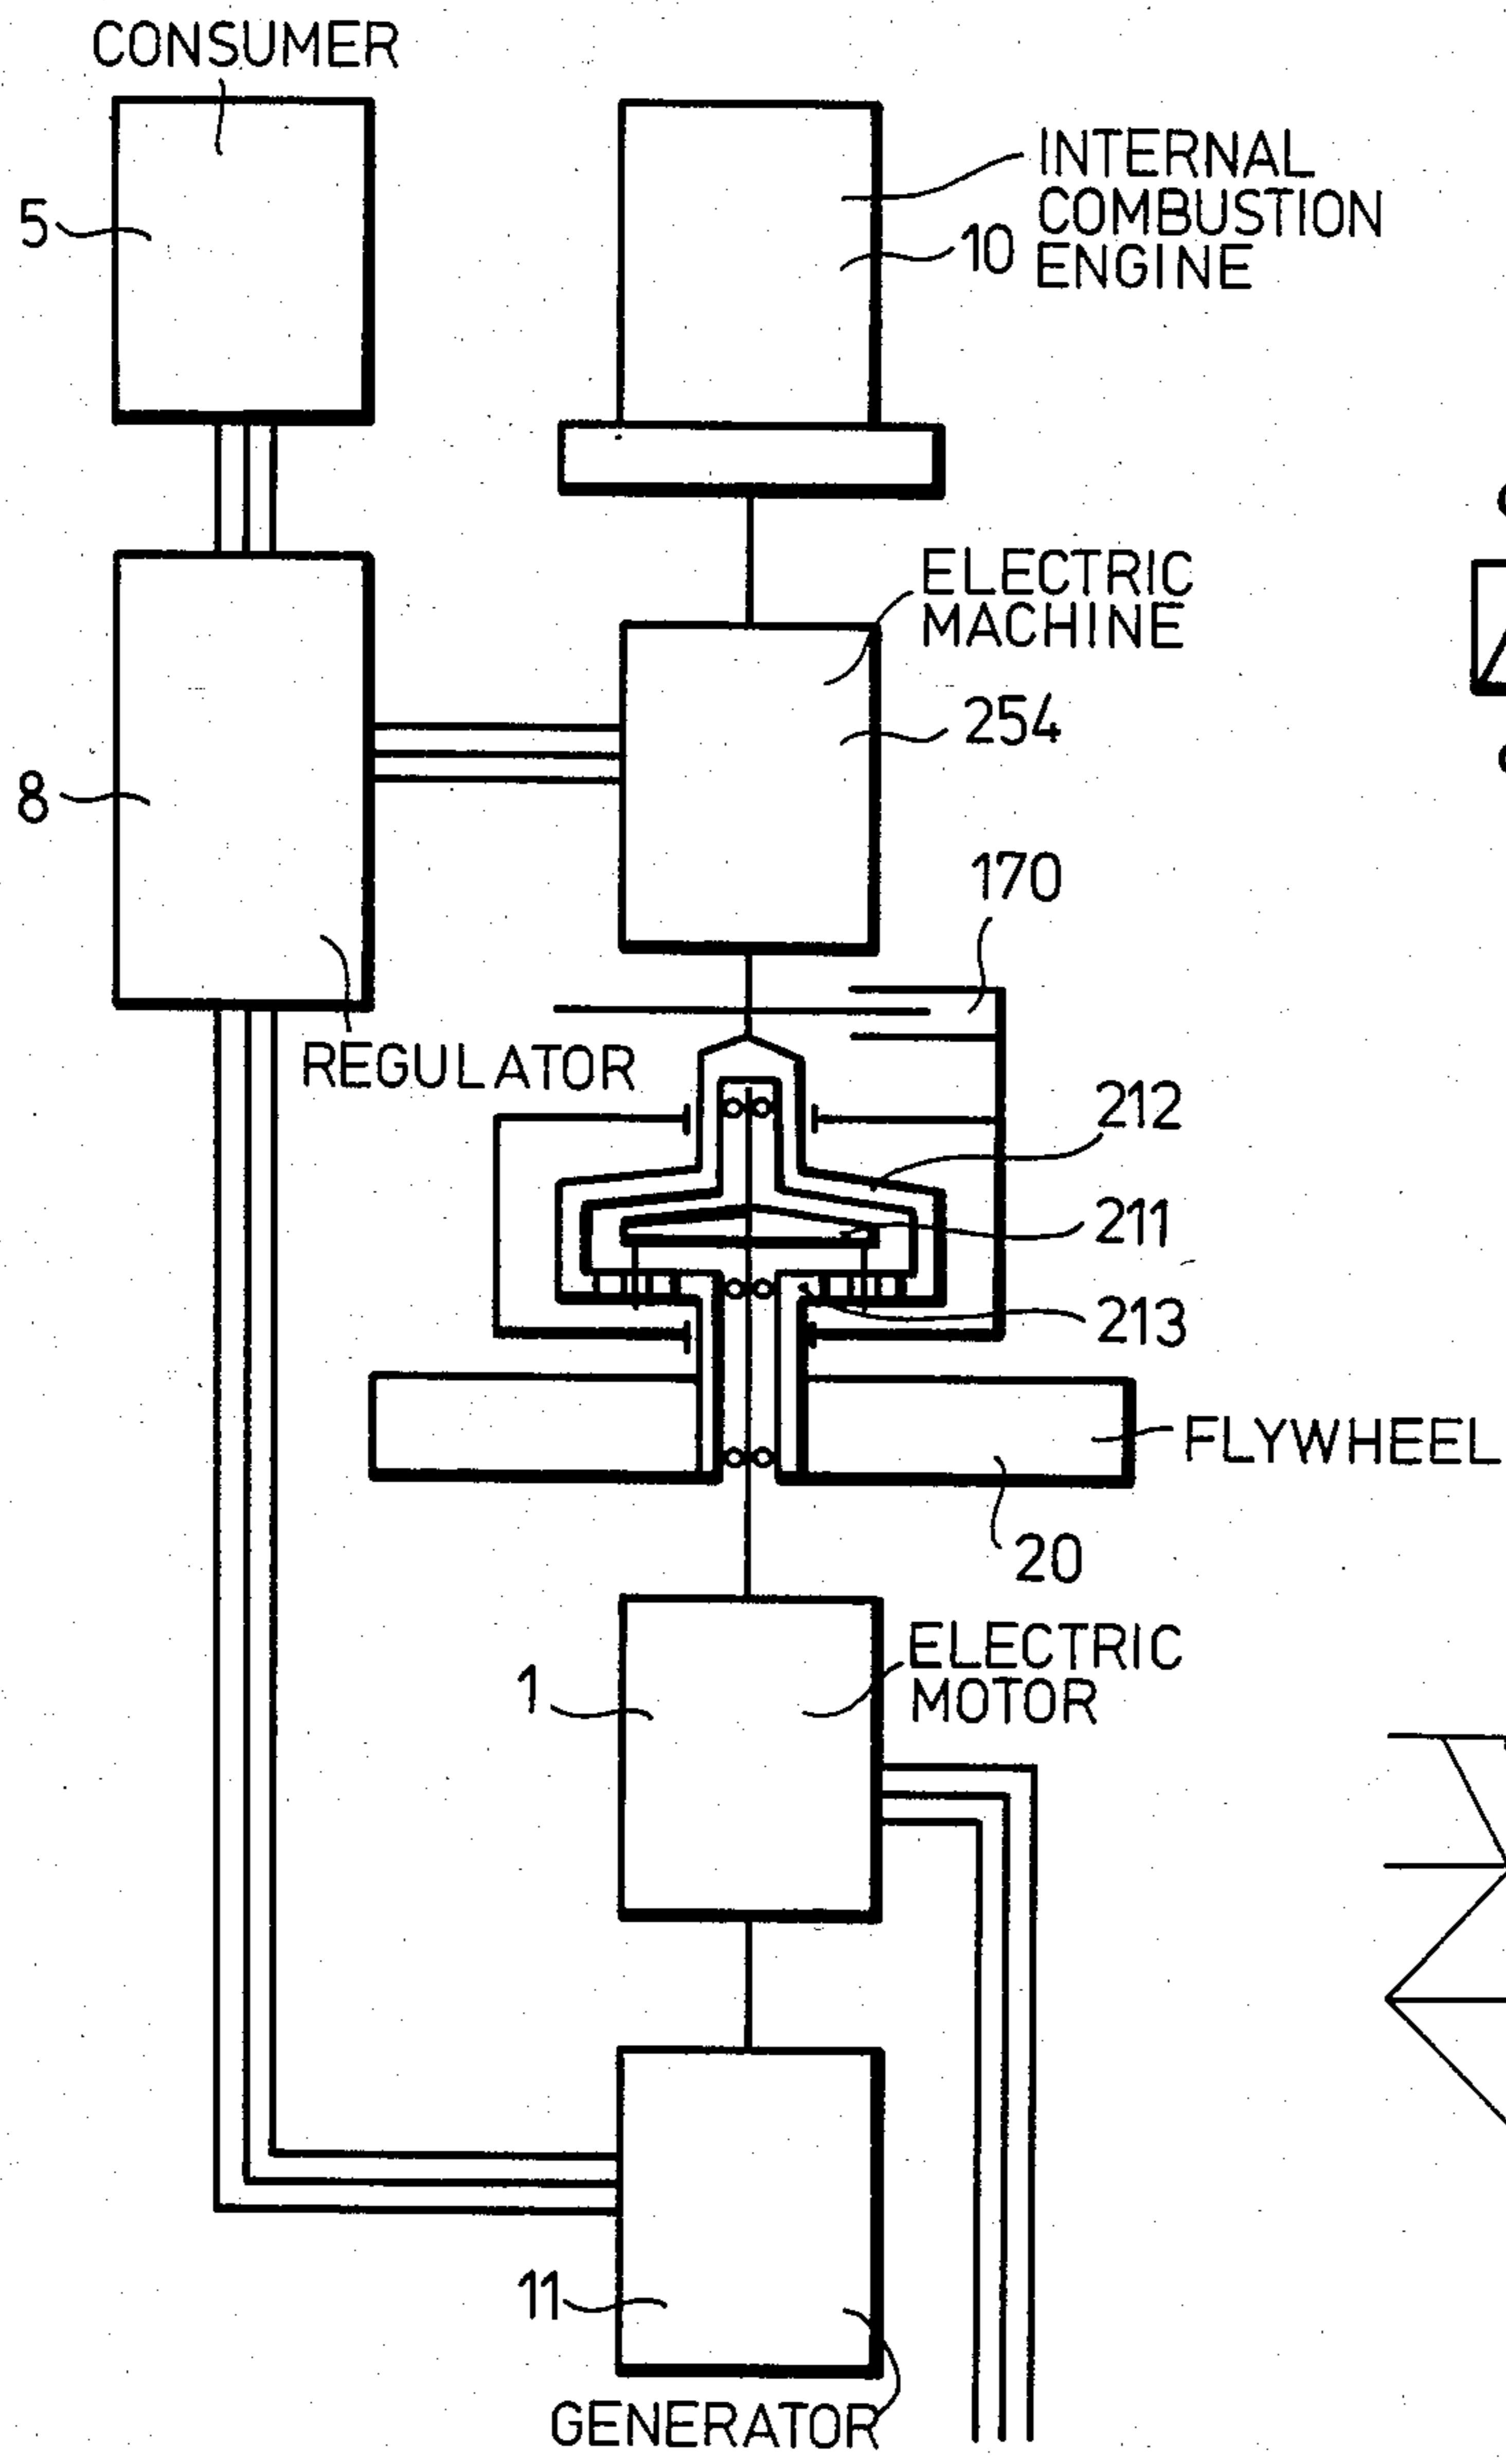 CONSUMER
5
INTERNAL
COMBUSTION
10 ENGINE
ELECTRIC
MACHINE
254
8
170
REGULATOR
212
211
213
FLYWHEEL
20
ELECTRIC
MOTOR
1
11
GENERATOR